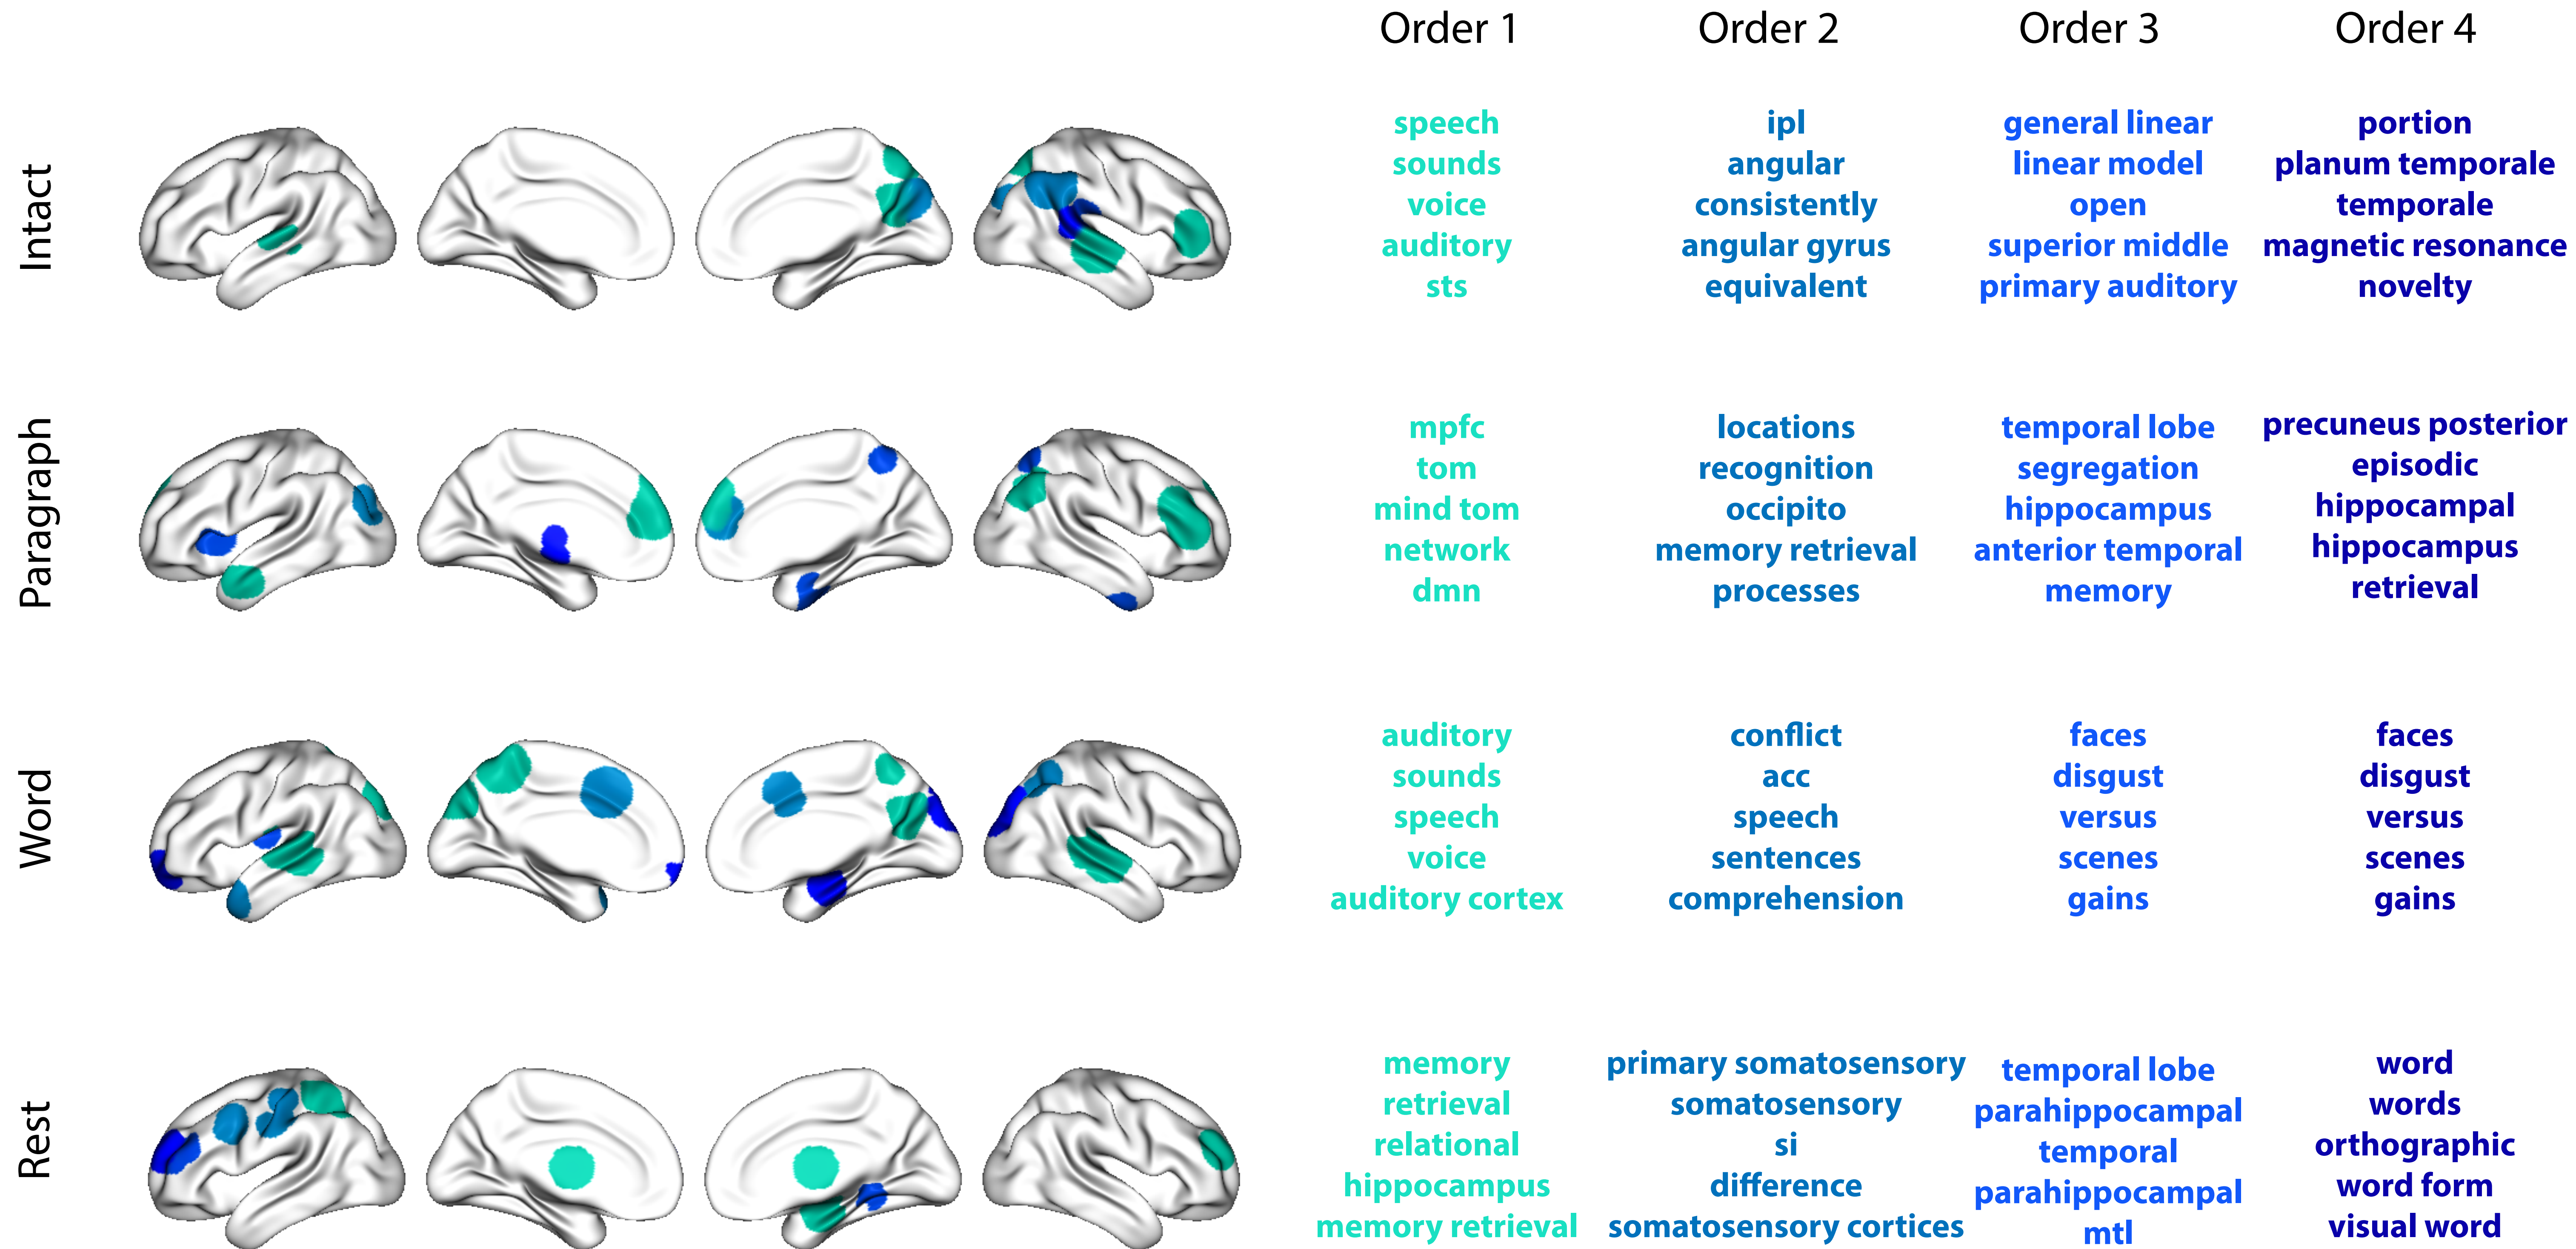 Order 1 Order 2 Order 3 Order 4
Intact
speech ipl general linear portion
sounds angular linear model planum temporale
voice consistently open temporale
auditory angular gyrus superior middle magnetic resonance
sts equivalent primary auditory novelty
Paragraph
mpfc locations temporal lobe precuneus posterior
tom recognition segregation episodic
mind tom occipito hippocampus hippocampal
network memory retrieval anterior temporal hippocampus
dmn processes memory retrieval
Word
auditory conflict faces faces
sounds acc disgust disgust
speech speech versus versus
voice sentences scenes scenes
auditory cortex comprehension gains gains
Rest
memory primary somatosensory temporal lobe word
retrieval somatosensory parahippocampal words
relational si temporal orthographic
hippocampus difference parahippocampal word form
memory retrieval somatosensory cortices mtl visual word